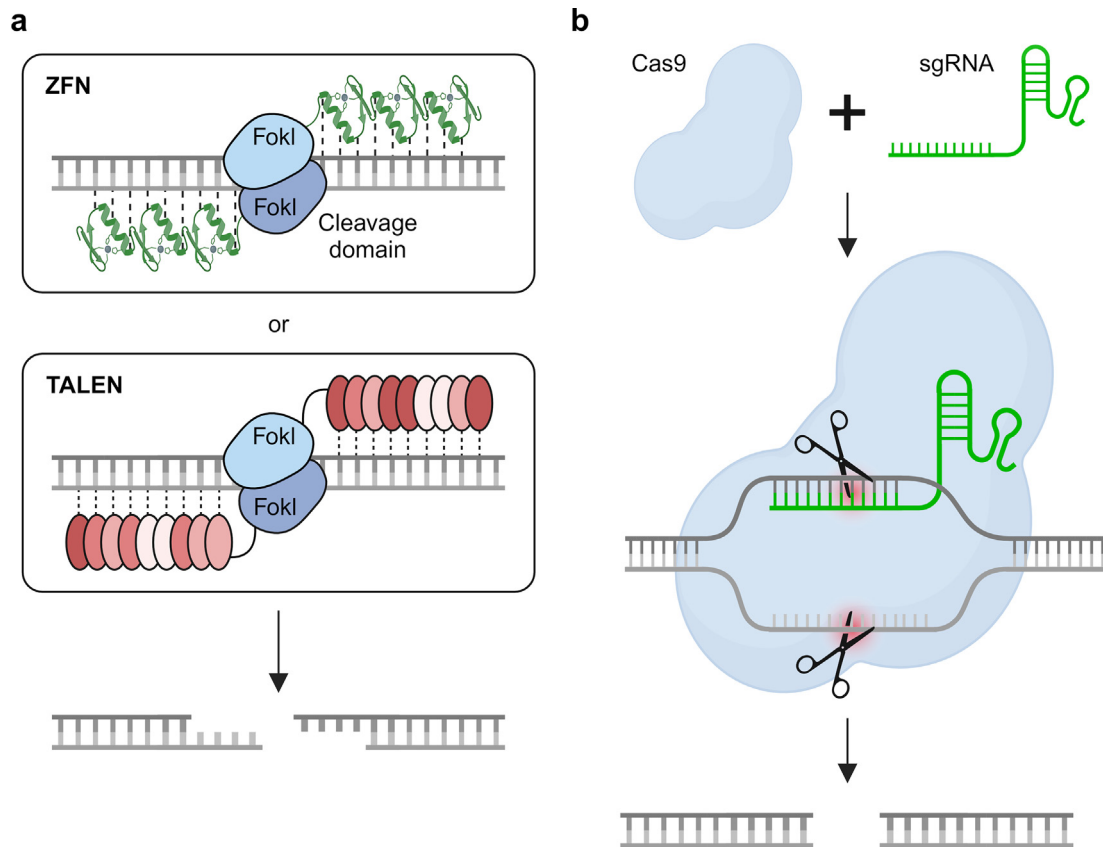 a
ZFN
FokI
FokI
Cleavage
domain
or
TALEN
FokI
FokI
b
Cas9
+
sgRNA